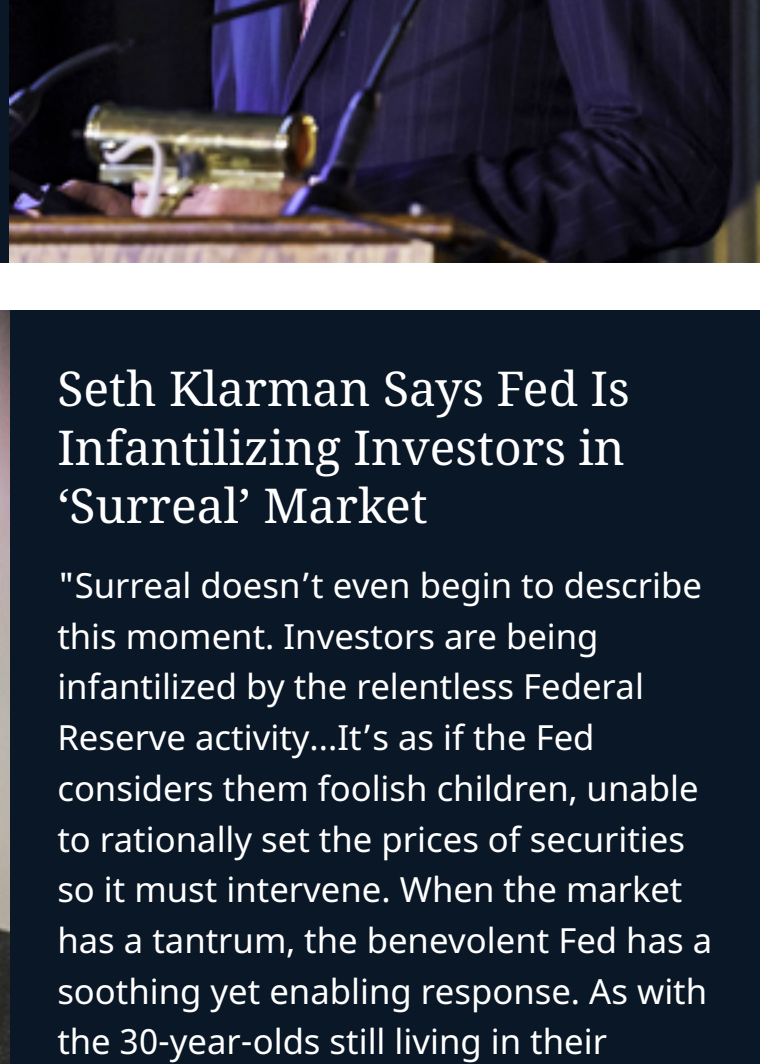 Seth Klarman Says Fed Is
Infantilizing Investors in
‘Surreal’ Market
"Surreal doesn’t even begin to describe
this moment. Investors are being
infantilized by the relentless Federal
Reserve activity...It’s as if the Fed
considers them foolish children, unable
to rationally set the prices of securities
so it must intervene. When the market
has a tantrum, the benevolent Fed has a
soothing yet enabling response. As with
the 30-year-olds still living in their